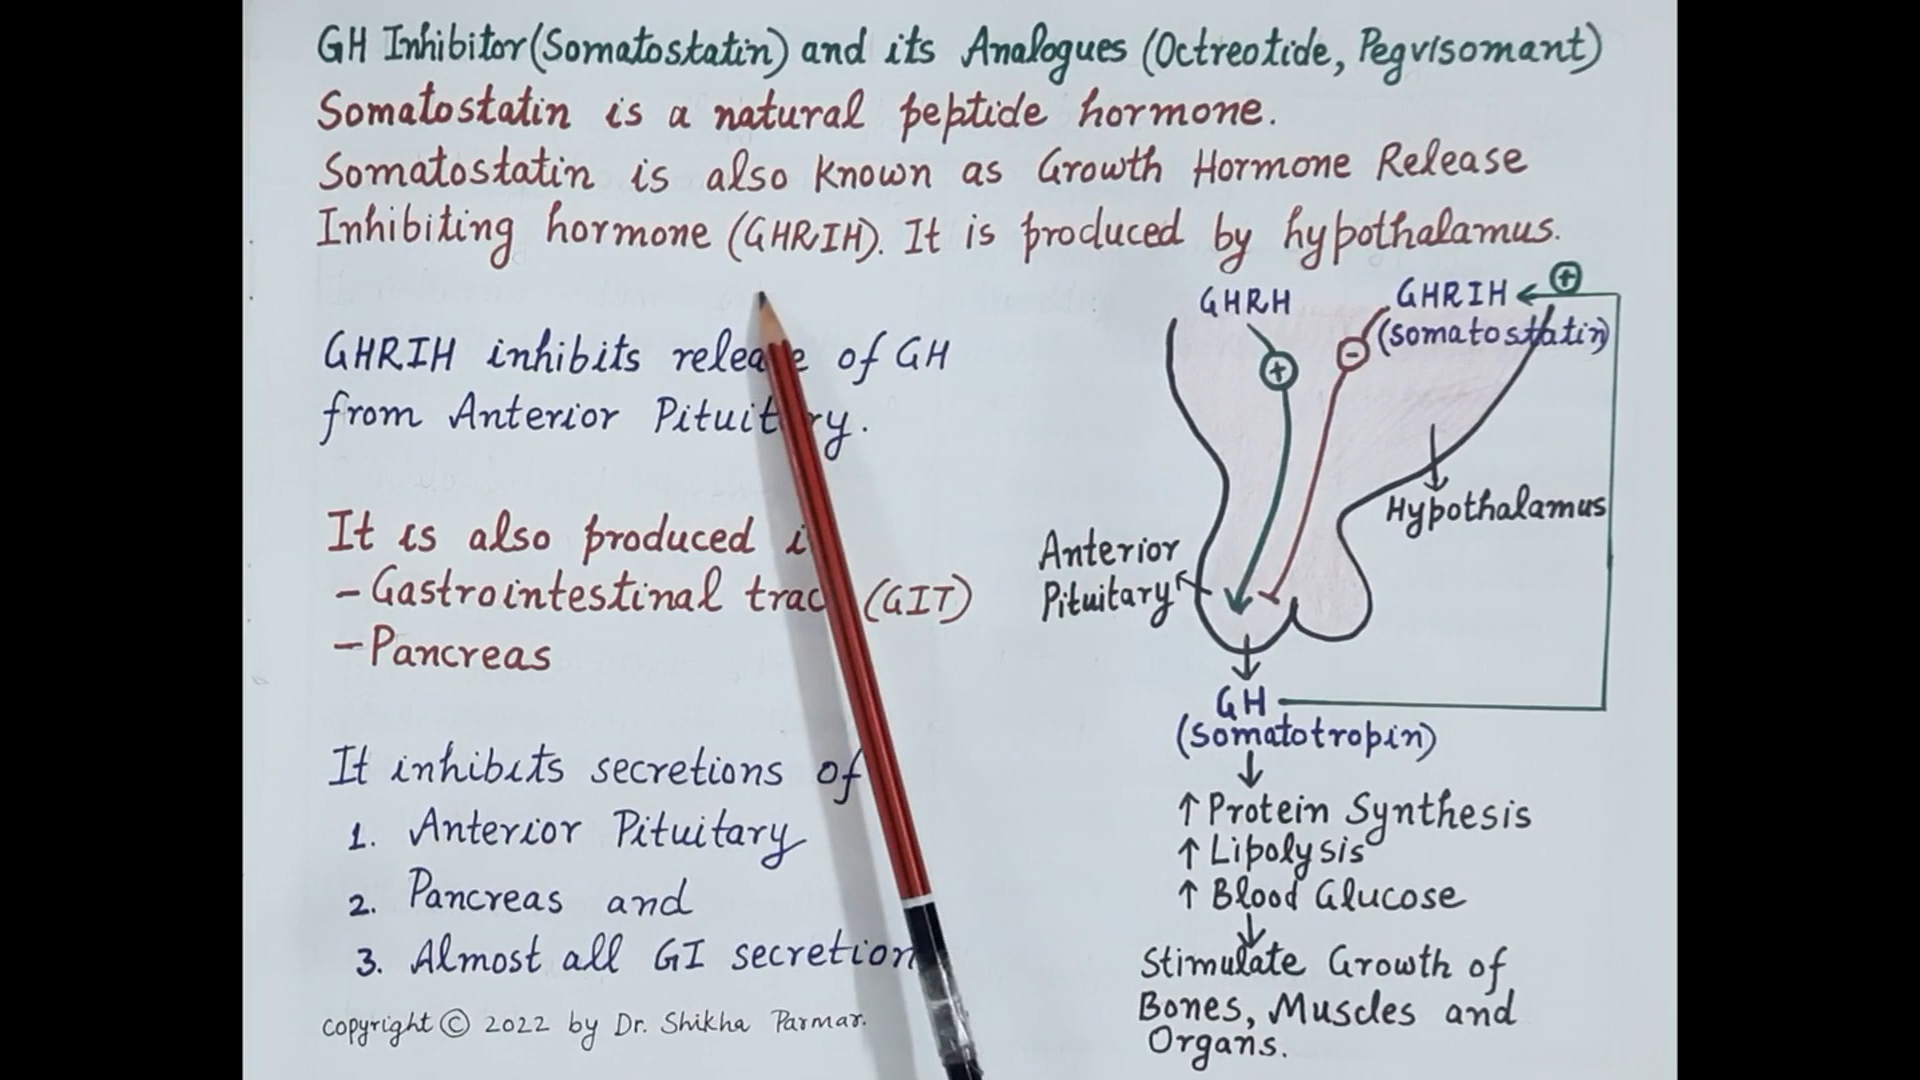 GH Inhibitor(Somatostatin) and its Analogues (Octreotide, Pegvisomant)
Somatostatin is a natural peptide hormone.
Somatostatin is also known as Growth Hormone Release
Inhibiting hormone (GHRIH). It is produced by hypothalamus.
GHRIH inhibits of GH
from Anterior
It is also produced
- Gastrointestinal (GIT)
- Pancreas
It inhibits secretions of
1. Anterior Pituitary
2. Pancreas and
3. Almost all GI secretion
copyright © 2022 by Dr. Shikha Parmar.
GHRH
GHRIH
+
(somatostatin)
+
-
Hypothalamus
Anterior
Pituitary
GH
(Somatotropin)
↑ Protein Synthesis
↑ Lipolysis
↑ Blood Glucose
Stimulate Growth of
Bones, Muscles and
Organs.